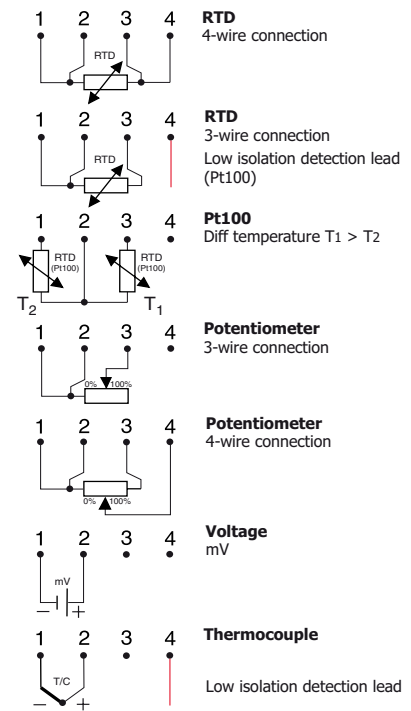 1 2 3 4
RTD
RTD
4-wire connection
1 2 3 4
RTD
RTD
3-wire connection
Low isolation detection lead
(Pt100)
1 2 3 4
RTD
(Pt100)
RTD
(Pt100)
T2
T1
Pt100
Diff temperature T1 > T2
1 2 3 4
0% 100%
Potentiometer
3-wire connection
1 2 3 4
0% 100%
Potentiometer
4-wire connection
1 2 3 4
mV
– +
Voltage
mV
1 2 3 4
T/C
– +
Thermocouple
Low isolation detection lead